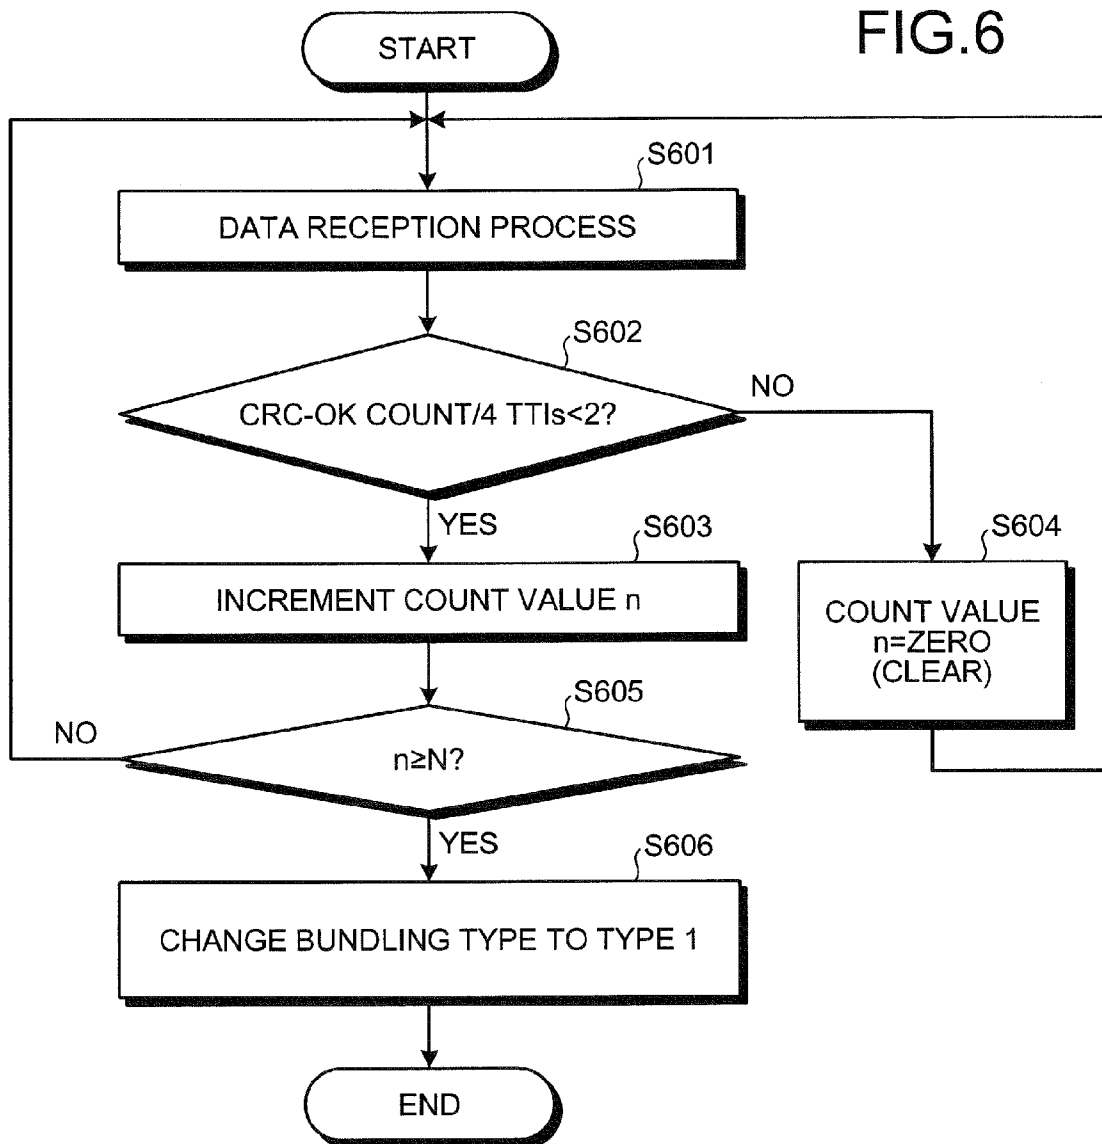 FIG.6
START
S601
DATA RECEPTION PROCESS
S602
CRC-OK COUNT/4 TTIs<2?
NO
YES
S603
INCREMENT COUNT VALUE n
S604
COUNT VALUE
n=ZERO
(CLEAR)
S605
n≥N?
NO
YES
S606
CHANGE BUNDLING TYPE TO TYPE 1
END